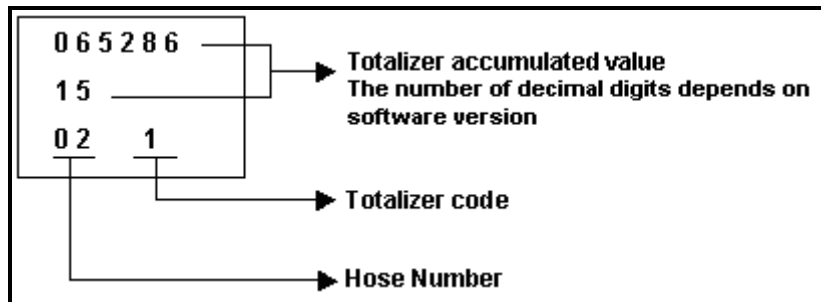 065286
15
02 1
Totalizer accumulated value
The number of decimal digits depends on
software version
Totalizer code
Hose Number